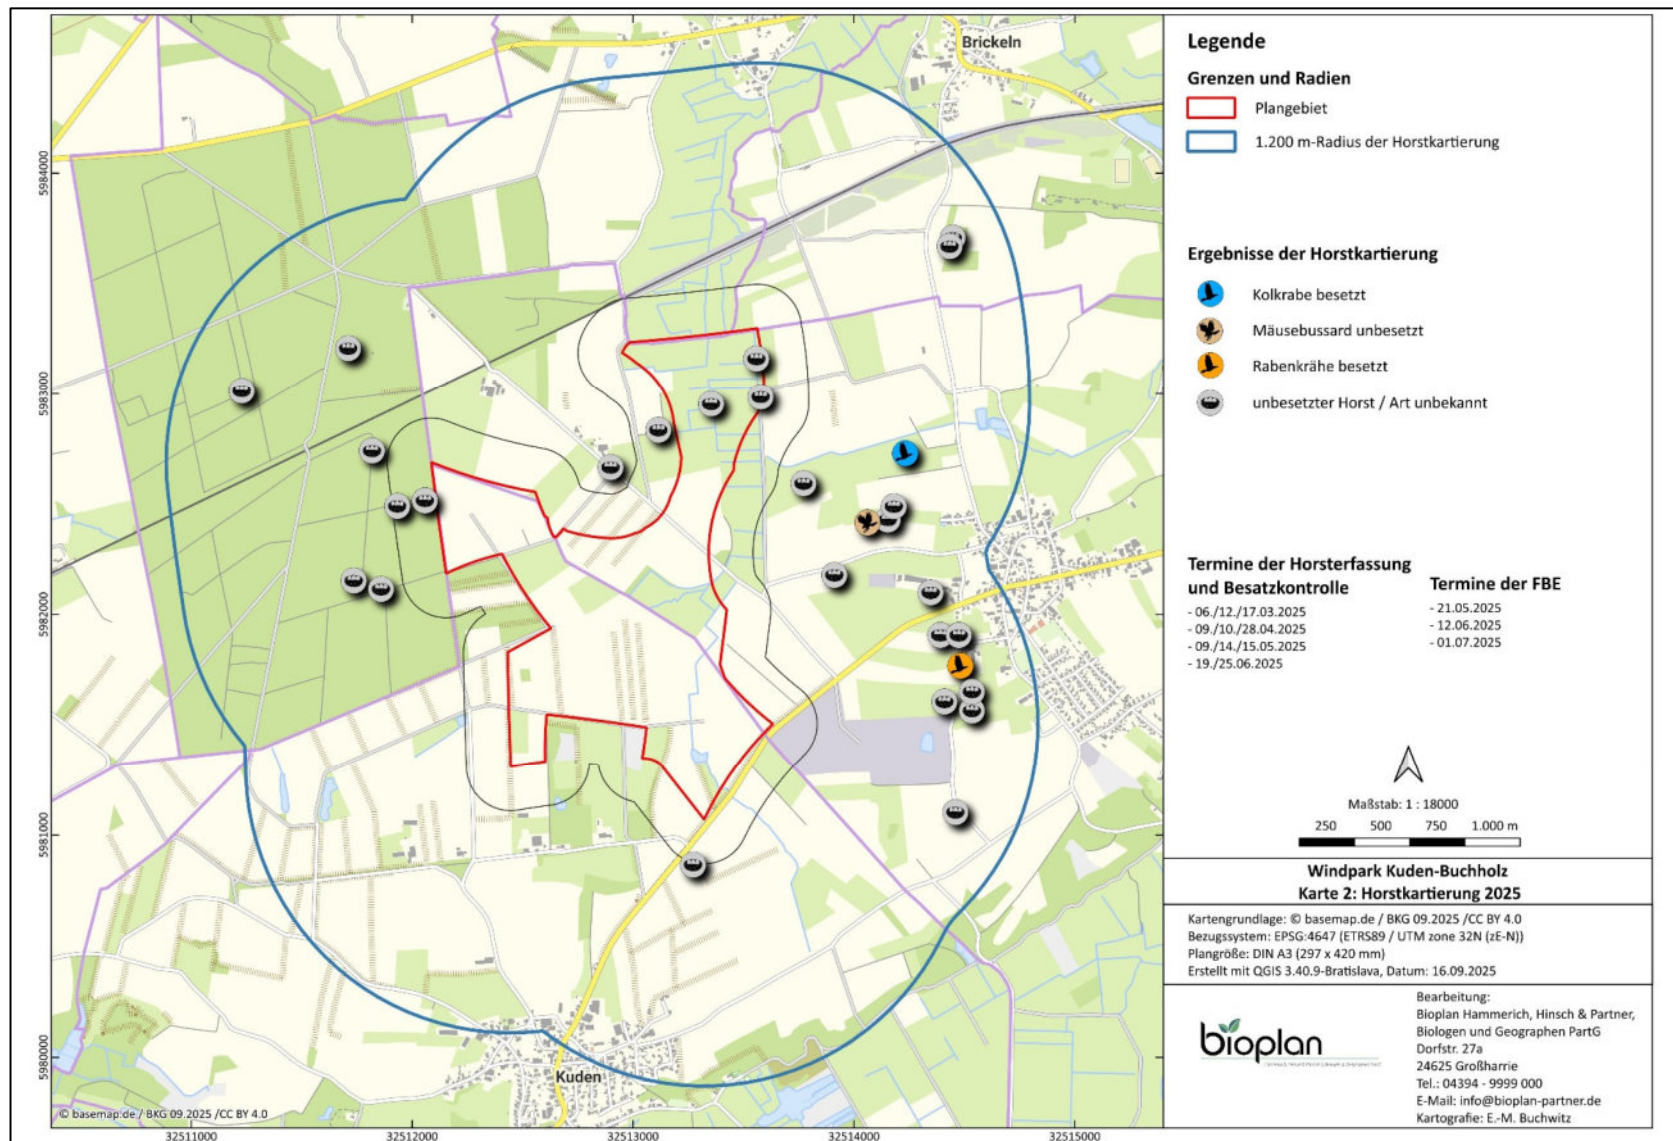 Brickeln
Kuden
© basemap.de / BKG 09.2025 /CC BY 4.0
5984000
5983000
5982000
5981000
5980000
32511000
32512000
32513000
32514000
32515000
Legende
Grenzen und Radien
Plangebiet
1.200 m-Radius der Horstkartierung
Ergebnisse der Horstkartierung
Kolkrabe besetzt
Mäusebussard unbesetzt
Rabenkrähe besetzt
unbesetzter Horst / Art unbekannt
Termine der Horsterfassung
und Besatzkontrolle
- 06./12./17.03.2025
- 09./10./28.04.2025
- 09./14./15.05.2025
- 19./25.06.2025
Termine der FBE
- 21.05.2025
- 12.06.2025
- 01.07.2025
Maßstab: 1 : 18000
250 500 750 1.000 m
Windpark Kuden-Buchholz
Karte 2: Horstkartierung 2025
Kartengrundlage: © basemap.de / BKG 09.2025 /CC BY 4.0
Bezugssystem: EPSG:4647 (ETRS89 / UTM zone 32N (zE-N))
Plangröße: DIN A3 (297 x 420 mm)
Erstellt mit QGIS 3.40.9-Bratislava, Datum: 16.09.2025
bioplan
Bearbeitung:
Bioplan Hammerich, Hinsch & Partner,
Biologen und Geographen PartG
Dorfstr. 27a
24625 Großharrie
Tel.: 04394 - 9999 000
E-Mail: info@bioplan-partner.de
Kartografie: E.-M. Buchwitz